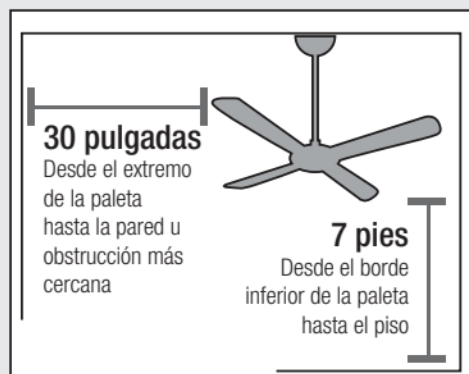 30 pulgadas
Desde el extremo
de la paleta
hasta la pared u
obstrucción más
cercana
7 pies
Desde el borde
inferior de la paleta
hasta el piso